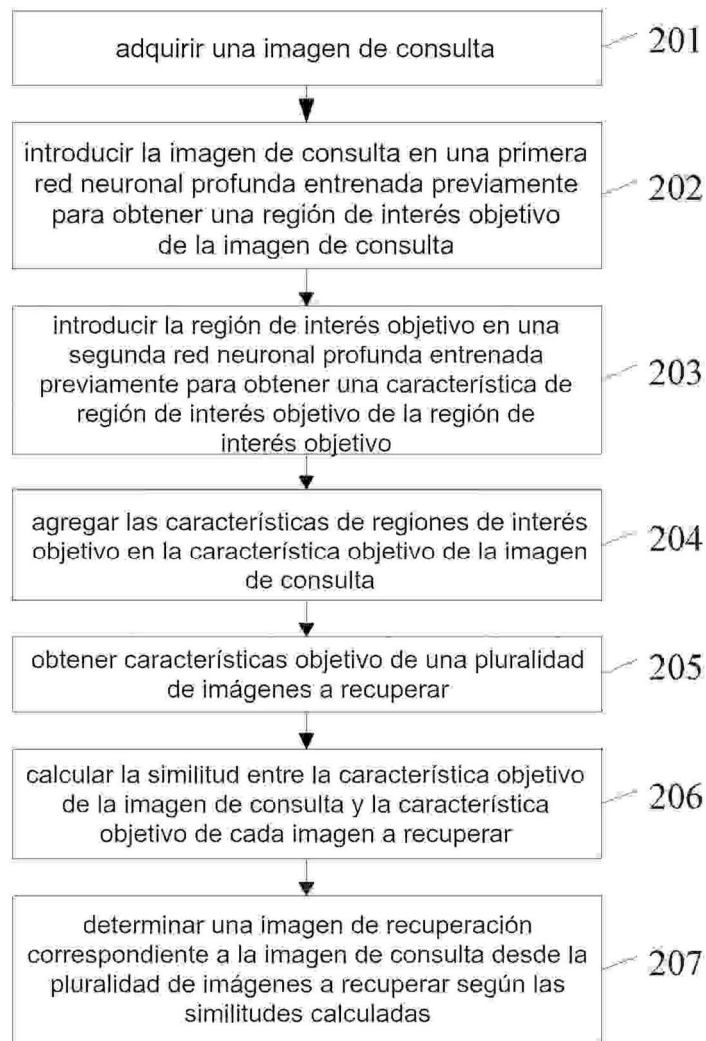 adquirir una imagen de consulta
201
introducir la imagen de consulta en una primera
red neuronal profunda entrenada previamente
para obtener una región de interés objetivo
de la imagen de consulta
202
introducir la región de interés objetivo en una
segunda red neuronal profunda entrenada
previamente para obtener una característica de
región de interés objetivo de la región de
interés objetivo
203
agregar las características de regiones de interés
objetivo en la característica objetivo de la imagen
de consulta
204
obtener características objetivo de una pluralidad
de imágenes a recuperar
205
calcular la similitud entre la característica objetivo
de la imagen de consulta y la característica
objetivo de cada imagen a recuperar
206
determinar una imagen de recuperación
correspondiente a la imagen de consulta desde la
pluralidad de imágenes a recuperar según las
similitudes calculadas
207